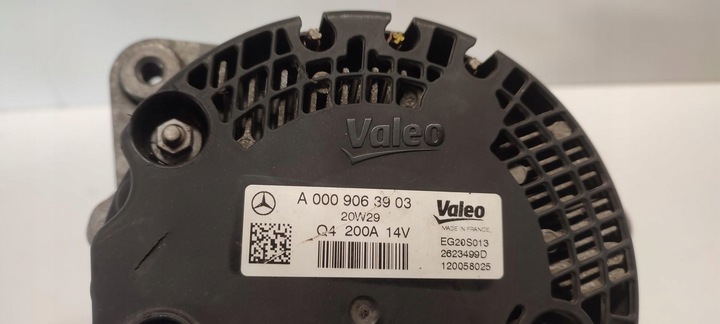 Valeo
A 000 906 39 03
20W29
Q4 200A 14V
Valeo
MADE IN FRANCE
EG20S013
2623499D
120058025